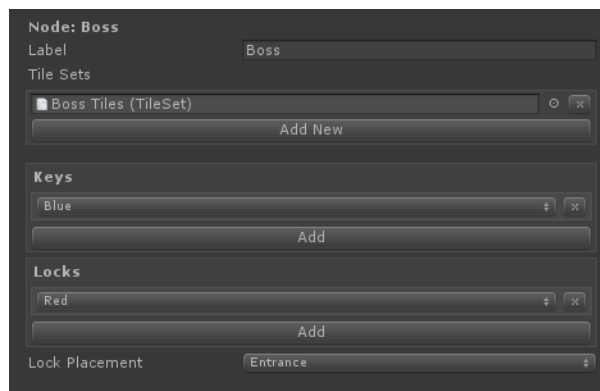 Node: Boss
Label Boss
Tile Sets
Boss Tiles (TileSet) x
Add New
Keys
Blue x
Add
Locks
Red x
Add
Lock Placement Entrance